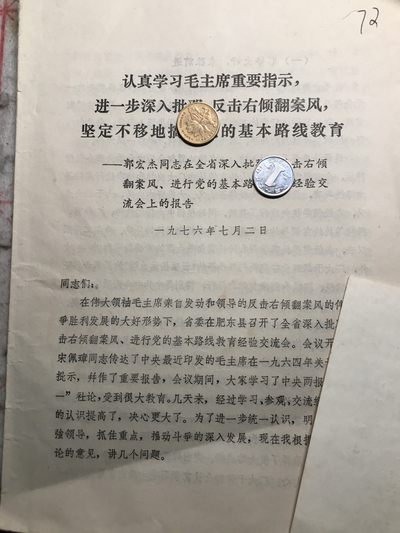 72
认真学习毛主席重要指示，
进一步深入批 反击右倾翻案风，
坚定不移地 的基本路线教育
——郭宏杰同志在全省深入批 击右倾
翻案风、进行党的基本路 经验交
流会上的报告
一九七六年七月二日
同志们：
在伟大领袖毛主席亲自发动和领导的反击右倾翻案风的
争胜利发展的大好形势下，省委在肥东县召开了全省深入批
击右倾翻案风、进行党的基本路线教育经验交流会。会议开
宋佩璋同志传达了中央最近印发的毛主席在一九六四年关
批示，并作了重要报告，会议期间，大家学习了中央两报
一”社论，受到很大教育。几天来，经过学习、参观、交流
的认识提高了，决心更大了。为了进一步统一认识，明
强领导，抓住重点，推动斗争的深入发展，现在我根
论的意见，讲几个问题。
1